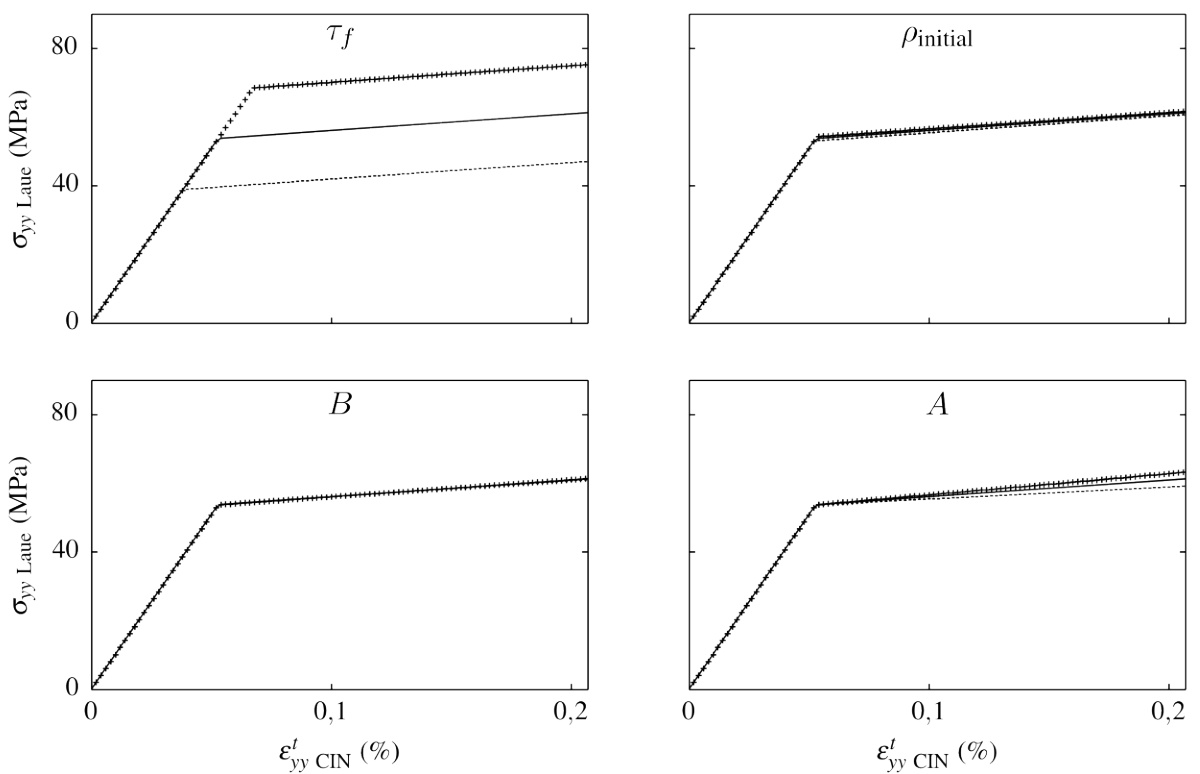 τf
ρinitial
80
40
0
σyy Laue (MPa)
B
A
80
40
0
σyy Laue (MPa)
0 0,1 0,2 0 0,1 0,2
εtyy CIN (%) εtyy CIN (%)